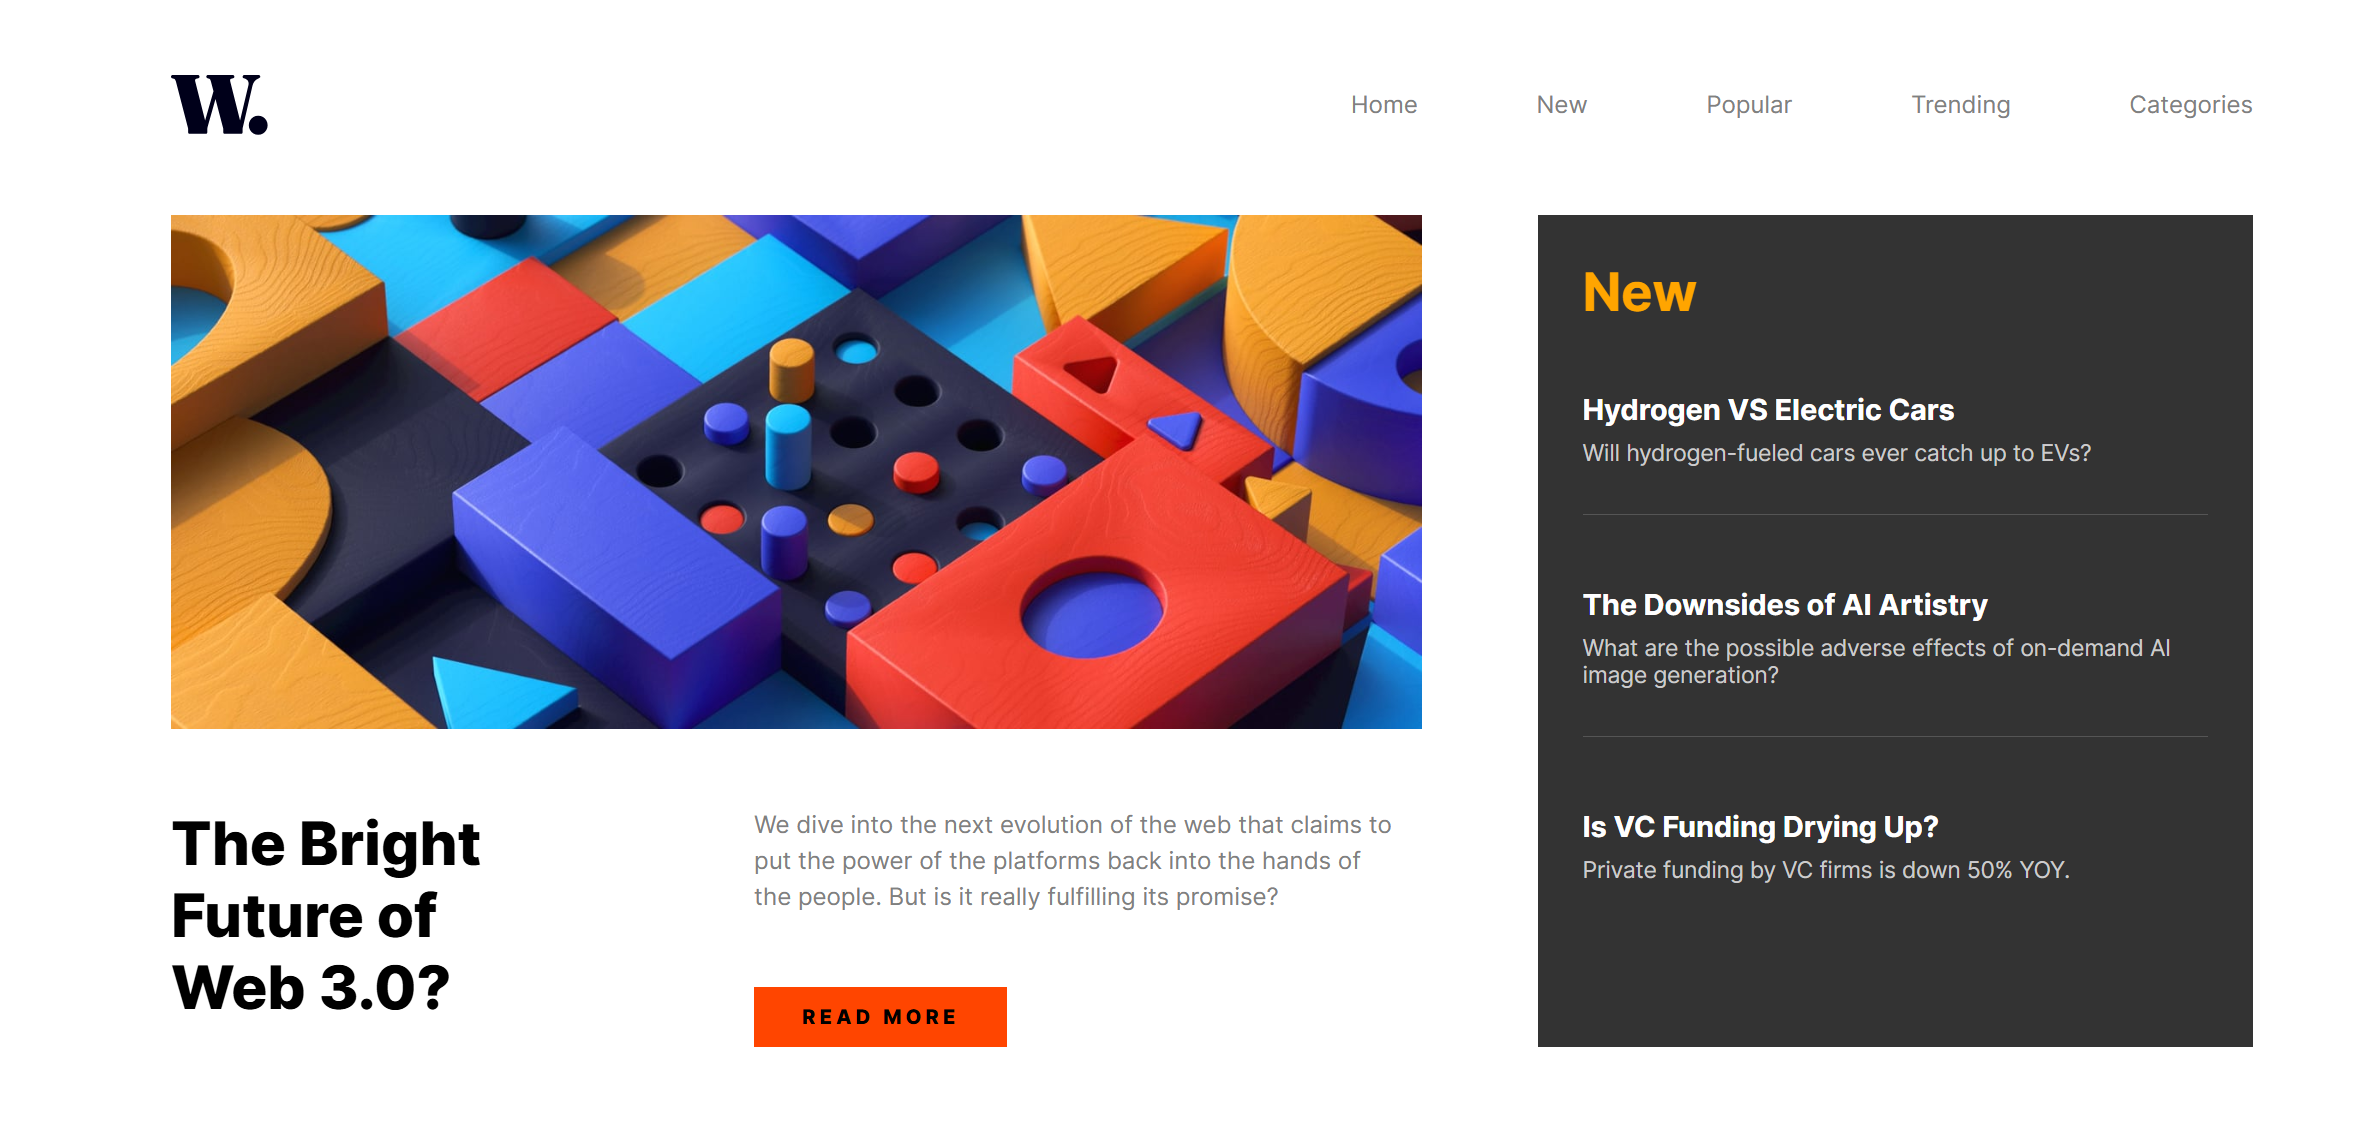 W.
Home
New
Popular
Trending
Categories
The Bright
Future of
Web 3.0?
We dive into the next evolution of the web that claims to
put the power of the platforms back into the hands of
the people. But is it really fulfilling its promise?
READ MORE
New
Hydrogen VS Electric Cars
Will hydrogen-fueled cars ever catch up to EVs?
The Downsides of AI Artistry
What are the possible adverse effects of on-demand AI
image generation?
Is VC Funding Drying Up?
Private funding by VC firms is down 50% YOY.